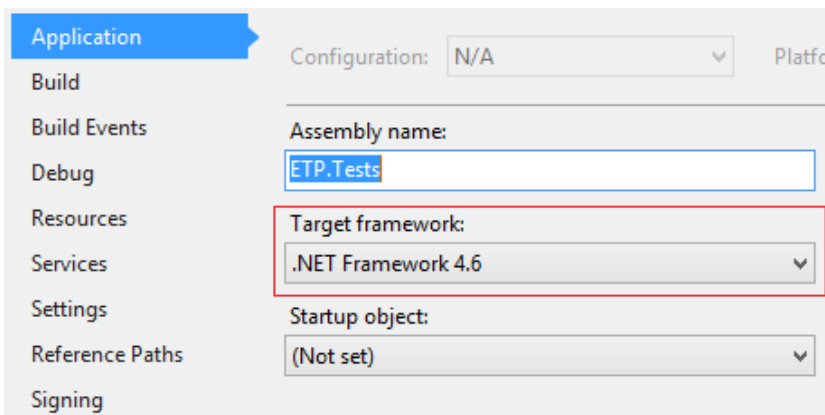 Application
Build
Build Events
Debug
Resources
Services
Settings
Reference Paths
Signing
Configuration: N/A
Assembly name:
ETP.Tests
Target framework:
.NET Framework 4.6
Startup object:
(Not set)